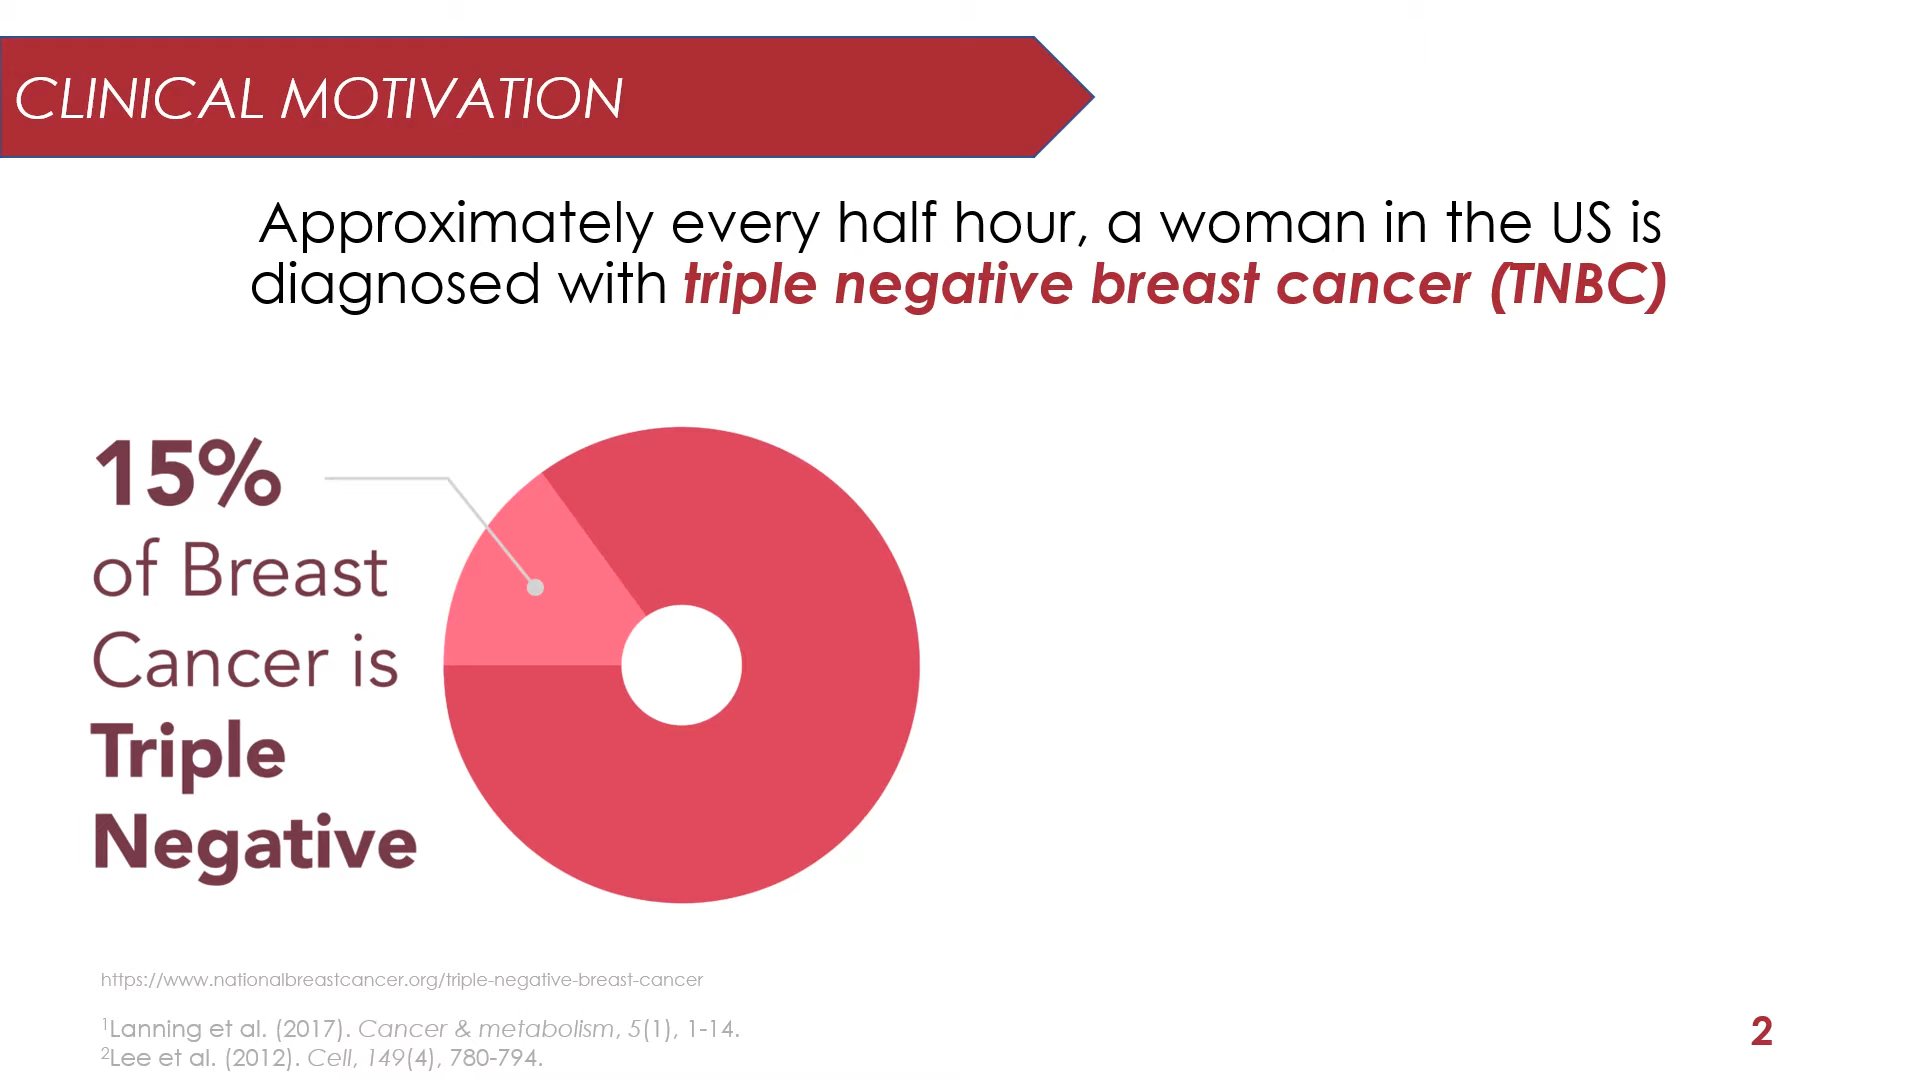 CLINICAL MOTIVATION
Approximately every half hour, a woman in the US is
diagnosed with triple negative breast cancer (TNBC)
15%
of Breast
Cancer is
Triple
Negative
https://www.nationalbreastcancer.org/triple-negative-breast-cancer
¹Lanning et al. (2017). Cancer & metabolism, 5(1), 1-14.
²Lee et al. (2012). Cell, 149(4), 780-794.
2